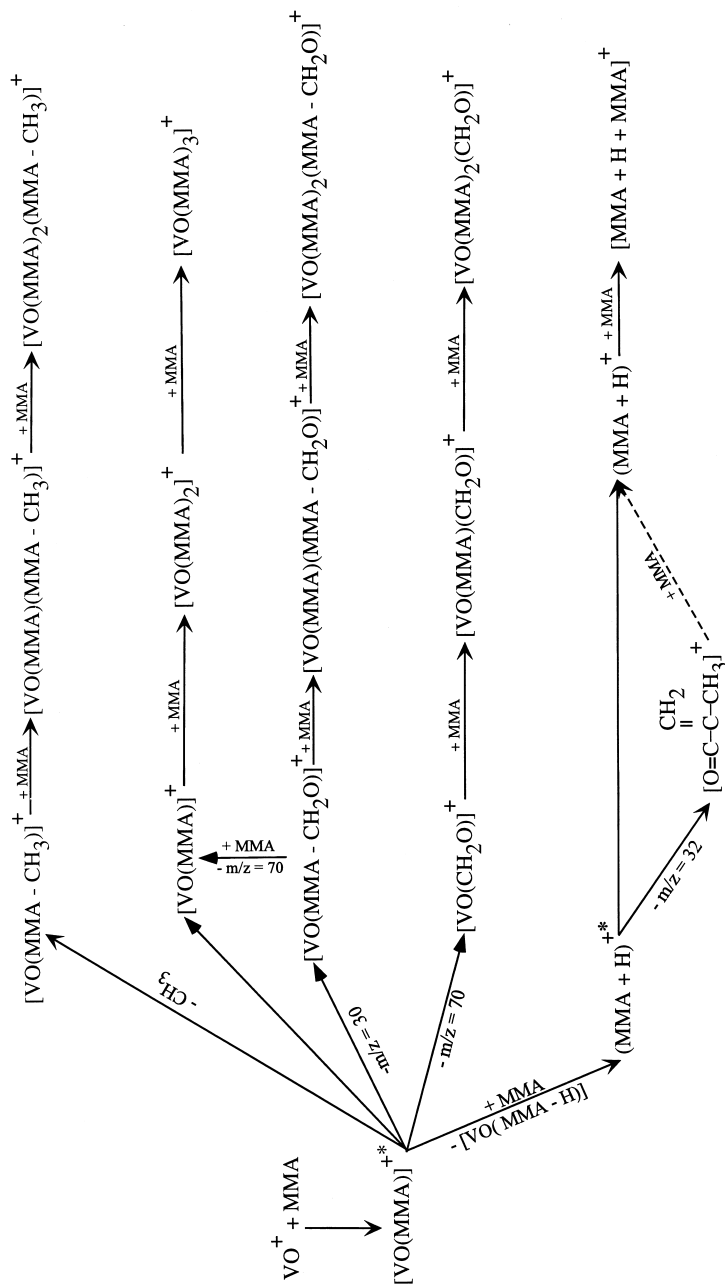 VO+ + MMA
[VO(MMA)]+*
- CH3
[VO(MMA - CH3)]+
+ MMA
[VO(MMA)(MMA - CH3)]+
+ MMA
[VO(MMA)2(MMA - CH3)]+
[VO(MMA)]+
+ MMA
[VO(MMA)2]+
+ MMA
[VO(MMA)3]+
+ MMA
- m/z = 70
-m/z = 30
[VO(MMA - CH2O)]+
+ MMA
[VO(MMA)(MMA - CH2O)]+
+ MMA
[VO(MMA)2(MMA - CH2O)]+
- m/z = 70
[VO(CH2O)]+
+ MMA
[VO(MMA)(CH2O)]+
+ MMA
[VO(MMA)2(CH2O)]+
+ MMA
- [VO( MMA - H)]
(MMA + H)+*
(MMA + H)+
+ MMA
[MMA + H + MMA]+
- m/z = 32
CH2
=
[O=C–C–CH3]+
+ MMA